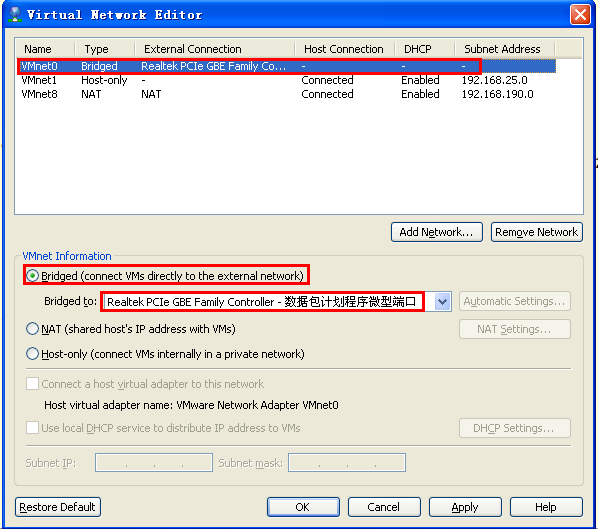 Virtual Network Editor
Name Type External Connection Host Connection DHCP Subnet Address
VMnet0 Bridged Realtek PCIe GBE Family Co... - - -
VMnet1 Host-only - Connected Enabled 192.168.25.0
VMnet8 NAT NAT Connected Enabled 192.168.190.0
Add Network... Remove Network
VMnet Information
Bridged (connect VMs directly to the external network)
Bridged to: Realtek PCIe GBE Family Controller - 数据包计划程序微型端口 Automatic Settings...
NAT (shared host's IP address with VMs) NAT Settings...
Host-only (connect VMs internally in a private network)
Connect a host virtual adapter to this network
Host virtual adapter name: VMware Network Adapter VMnet0
Use local DHCP service to distribute IP address to VMs DHCP Settings...
Subnet IP: . . . Subnet mask: . . .
Restore Default OK Cancel Apply Help